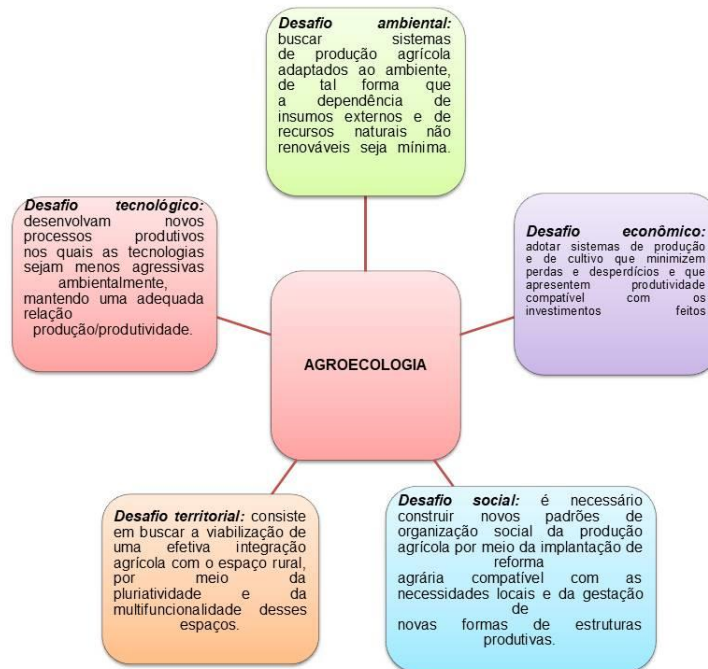 Desafio ambiental:
buscar sistemas
de produção agrícola
adaptados ao ambiente,
de tal forma que
a dependência de
insumos externos e de
recursos naturais não
renováveis seja mínima.
Desafio tecnológico:
desenvolvam novos
processos produtivos
nos quais as tecnologias
sejam menos agressivas
ambientalmente,
mantendo uma adequada
relação
produção/produtividade.
Desafio econômico:
adotar sistemas de produção
e de cultivo que minimizem
perdas e desperdícios e que
apresentem produtividade
compatível com os
investimentos feitos
AGROECOLOGIA
Desafio territorial: consiste
em buscar a viabilização de
uma efetiva integração
agrícola com o espaço rural,
por meio da
pluriatividade e da
multifuncionalidade desses
espaços.
Desafio social: é necessário
construir novos padrões de
organização social da produção
agrícola por meio da implantação de
reforma
agrária compatível com as
necessidades locais e da gestação
de
novas formas de estruturas
produtivas.